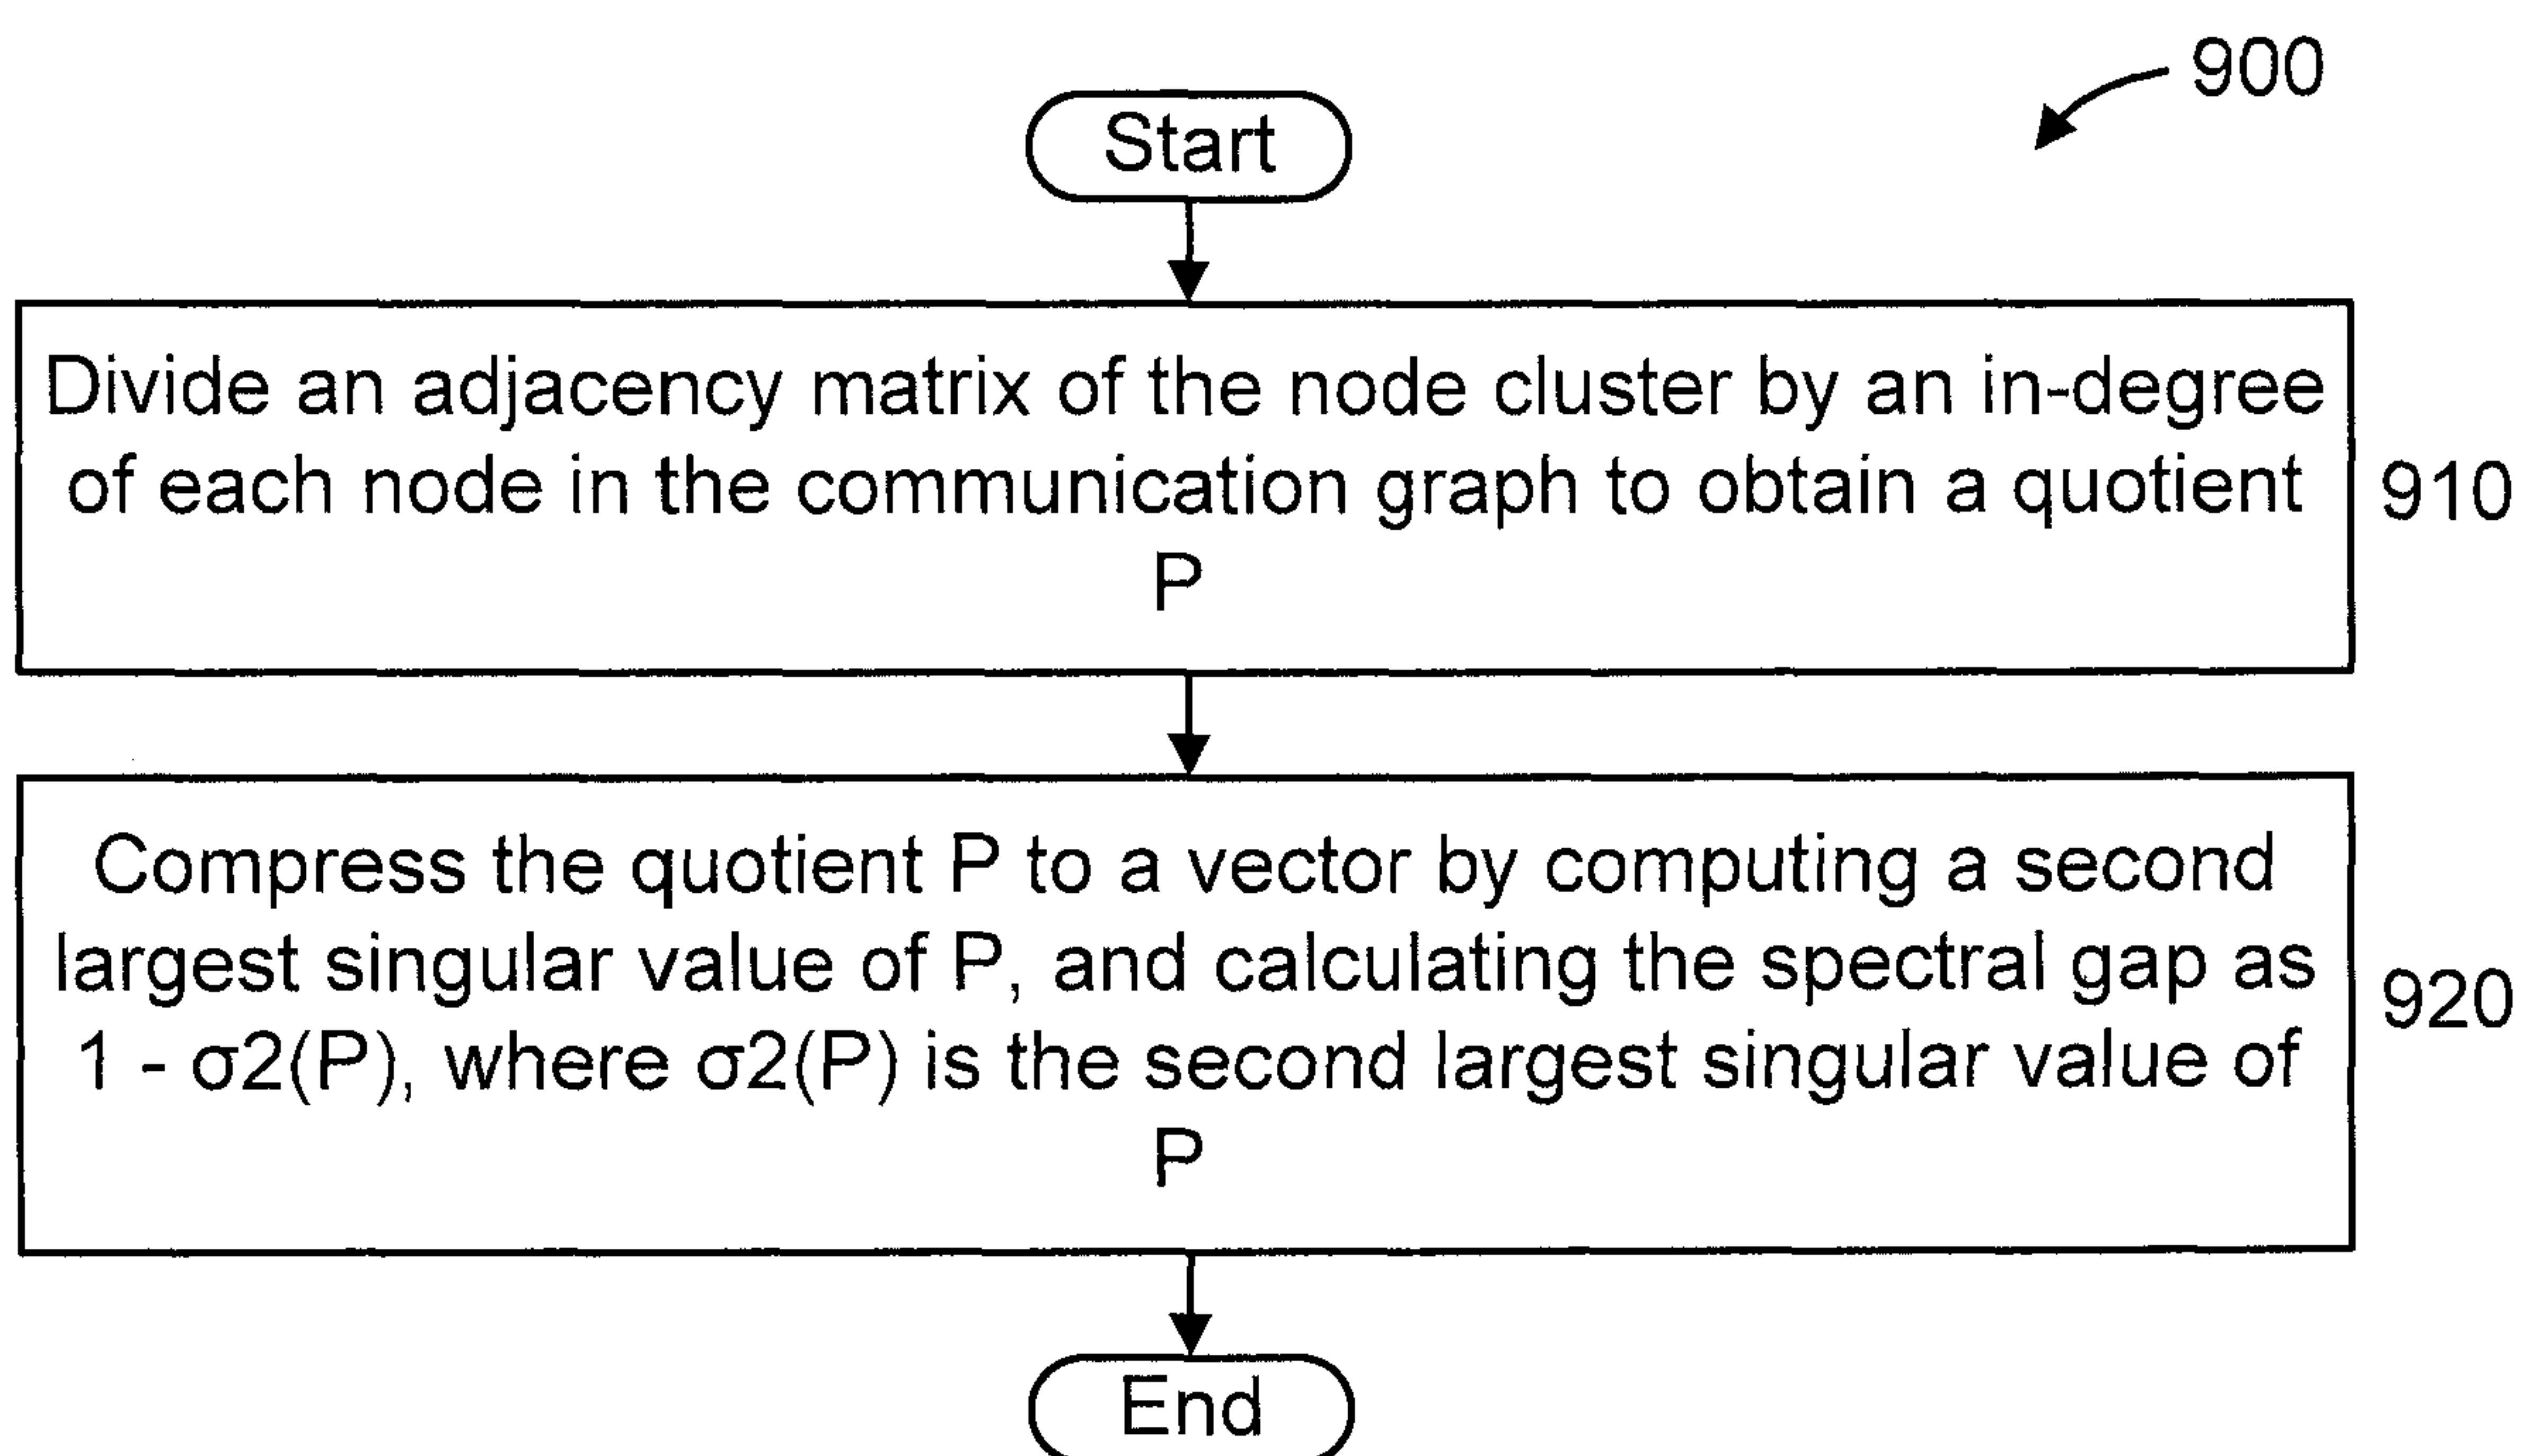 900
Start
Divide an adjacency matrix of the node cluster by an in-degree
of each node in the communication graph to obtain a quotient
P
910
Compress the quotient P to a vector by computing a second
largest singular value of P, and calculating the spectral gap as
1 - σ2(P), where σ2(P) is the second largest singular value of
P
920
End